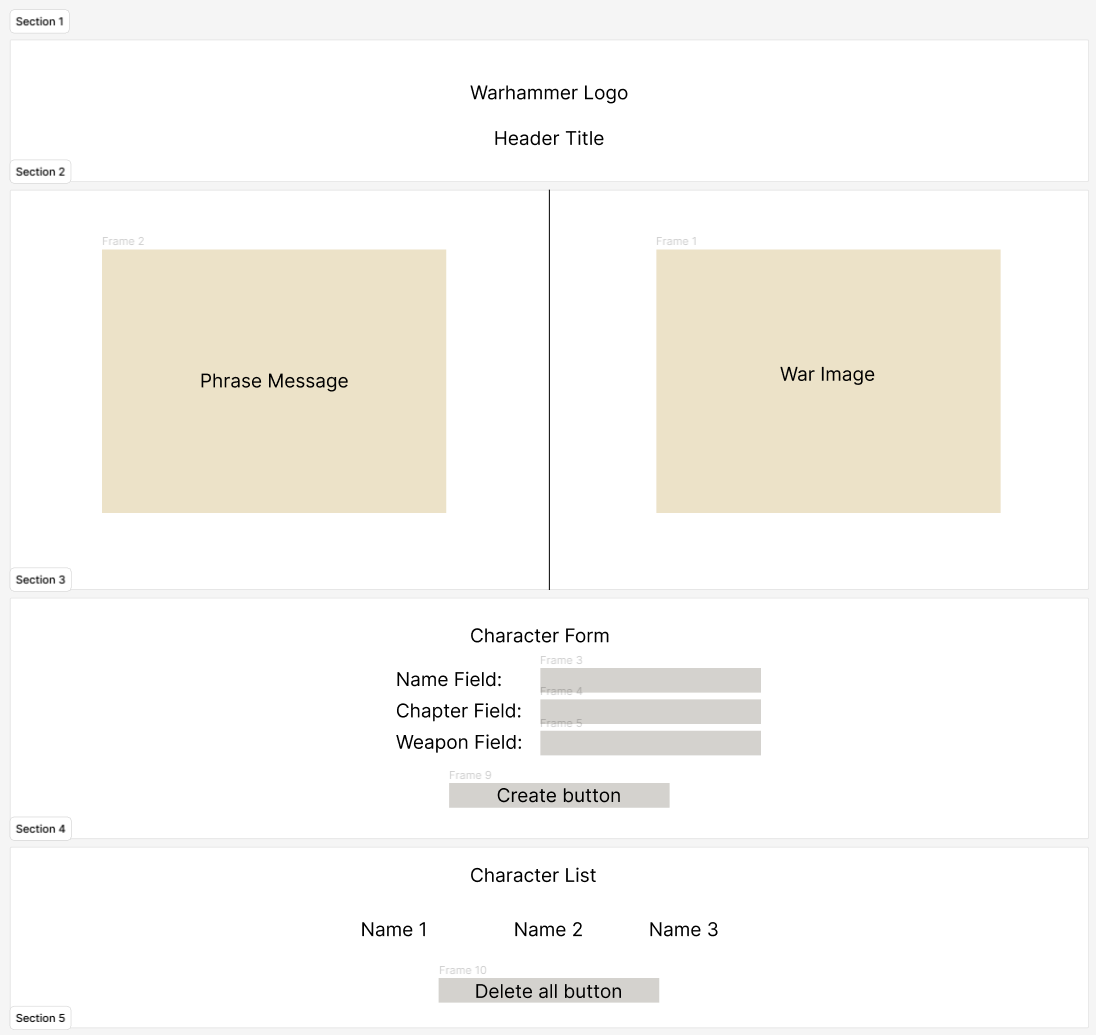 Section 1
Warhammer Logo
Header Title
Section 2
Frame 2
Frame 1
Phrase Message
War Image
Section 3
Character Form
Frame 3
Name Field:
Frame 4
Chapter Field:
Frame 5
Weapon Field:
Frame 9
Create button
Section 4
Character List
Name 1
Name 2
Name 3
Frame 10
Delete all button
Section 5